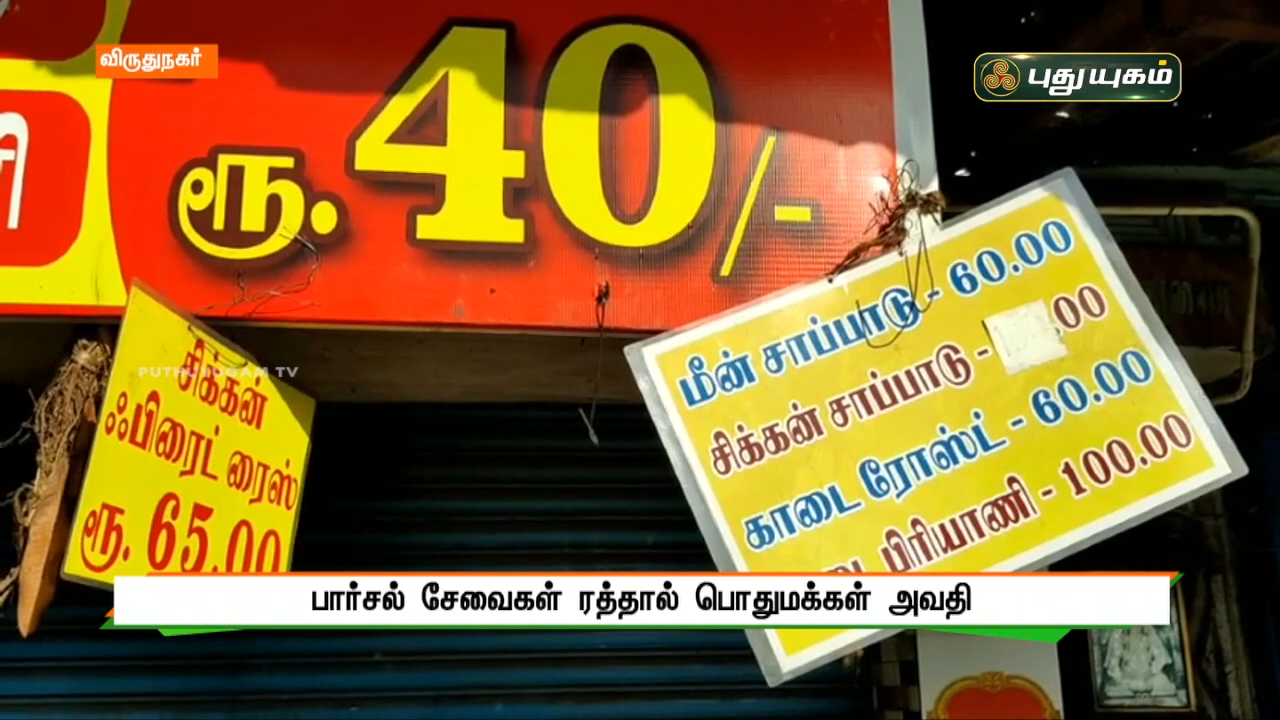 விருதுநகர்
புதுயுகம்
ரூ. 40/-
மீன் சாப்பாடு - 60.00
சிக்கன் சாப்பாடு - .00
காடை ரோஸ்ட் - 60.00
பிரியாணி - 100.00
சிக்கன்
ஃபிரைட் ரைஸ்
ரூ. 65.00
PUTHUYUGAM TV
பார்சல் சேவைகள் ரத்தால் பொதுமக்கள் அவதி